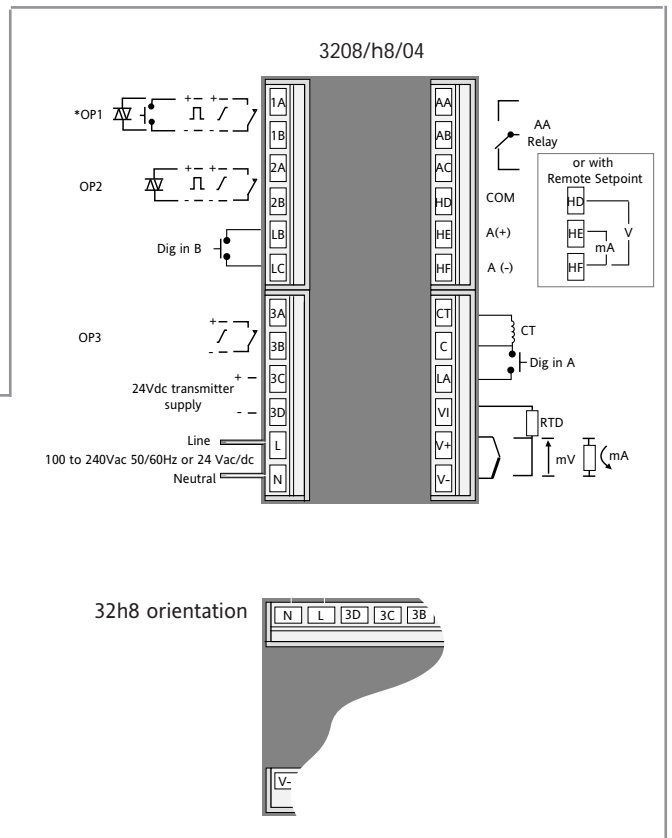 3208/h8/04
*OP1
+ -
+
1A
1B
OP2
+ -
+
2A
2B
Dig in B
LB
LC
OP3
+
-
3A
3B
24Vdc transmitter
supply
+
-
3C
3D
Line
L
100 to 240Vac 50/60Hz or 24 Vac/dc
Neutral
N
AA
AB
AC
AA
Relay
HD
COM
HE
A(+)
HF
A (-)
or with
Remote Setpoint
HD
HE
HF
mA
V
CT
C
LA
CT
Dig in A
VI
V+
V-
RTD
mV
mA
32h8 orientation
N L 3D 3C 3B
V-